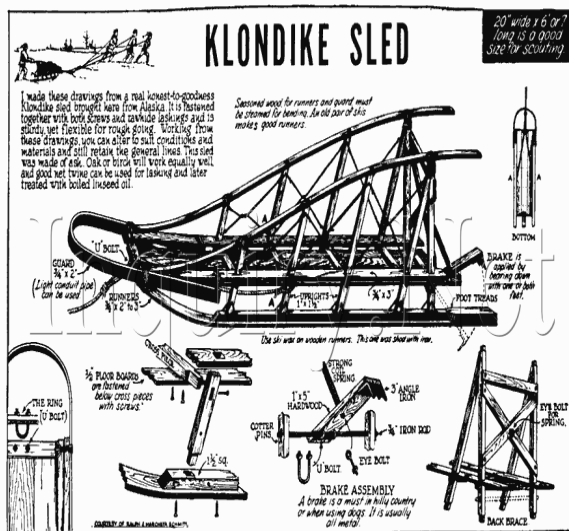 KLONDIKE SLED
20" wide x 6' or 7'
long is a good
size for scouting.
I made these drawings from a real honest-to-goodness
Klondike sled brought here from Alaska. It is fastened
together with both screws and rawhide lashings and is
sturdy, yet flexible for rough going. Working from
these drawings, you can alter to suit conditions and
materials and still retain the general lines. This sled
was made of ash. Oak or birch will work equally well
and good net twine can be used for lashing and later
treated with boiled linseed oil.
Seasoned wood for runners and guard must
be steamed for bending. An old pair of skis
makes good runners.
A
A
BOTTOM
A
"U" BOLT
GUARD
3/4" x 2"
(Light conduit pipe
can be used
RUNNERS
3/4" x 2" to 3"
A
UPRIGHTS
1" x 1 1/2"
3/4" x 3"
BRAKE is
applied by
bearing down
with one or both
feet.
FOOT TREADS
Use ski wax on wooden runners. This one was shod with iron.
CROSS PIECE
1/2" FLOOR BOARDS
are fastened
below cross pieces
with screws.
1 1/2" SQ.
THE RING
("U" BOLT)
STRONG
COIL
SPRING
1" x 5"
HARDWOOD
3" ANGLE
IRON
COTTER
PINS
IRON ROD
"U" BOLT
EYE BOLT
BRAKE ASSEMBLY
A brake is a must in hilly country
or when using dogs. It is usually
all metal.
EYE BOLT
FOR
SPRING.
BACK BRACE
COURTESY OF RALPH &